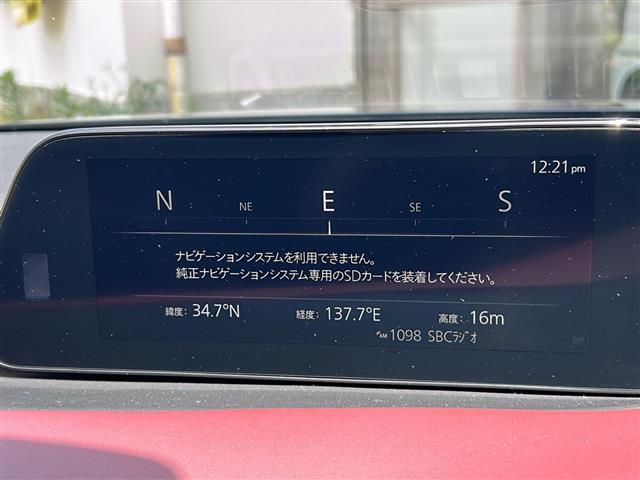 12:21pm
N NE E SE S
ナビゲーションシステムを利用できません。
純正ナビゲーションシステム専用のSDカードを装着してください。
緯度: 34.7°N 経度: 137.7°E 高度: 16m
AM 1098 SBCﾗｼﾞｵ